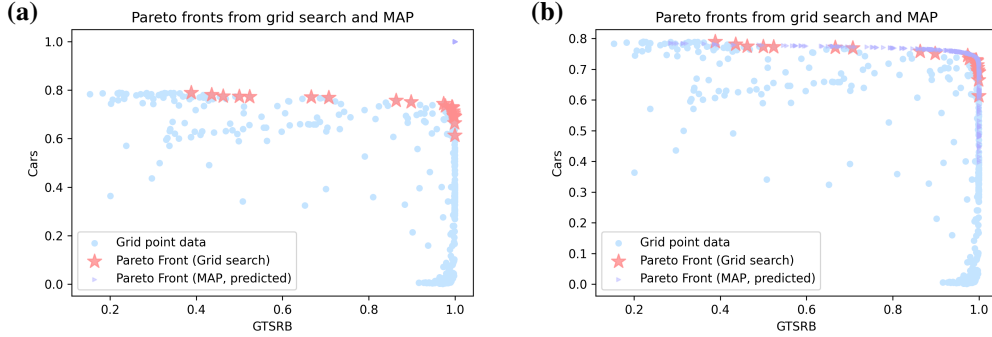 (a)
Pareto fronts from grid search and MAP
1.0
0.8
0.6
0.4
0.2
0.0
Cars
Grid point data
Pareto Front (Grid search)
Pareto Front (MAP, predicted)
0.2 0.4 0.6 0.8 1.0
GTSRB
(b)
Pareto fronts from grid search and MAP
0.8
0.7
0.6
0.5
0.4
0.3
0.2
0.1
0.0
Cars
Grid point data
Pareto Front (Grid search)
Pareto Front (MAP, predicted)
0.2 0.4 0.6 0.8 1.0
GTSRB